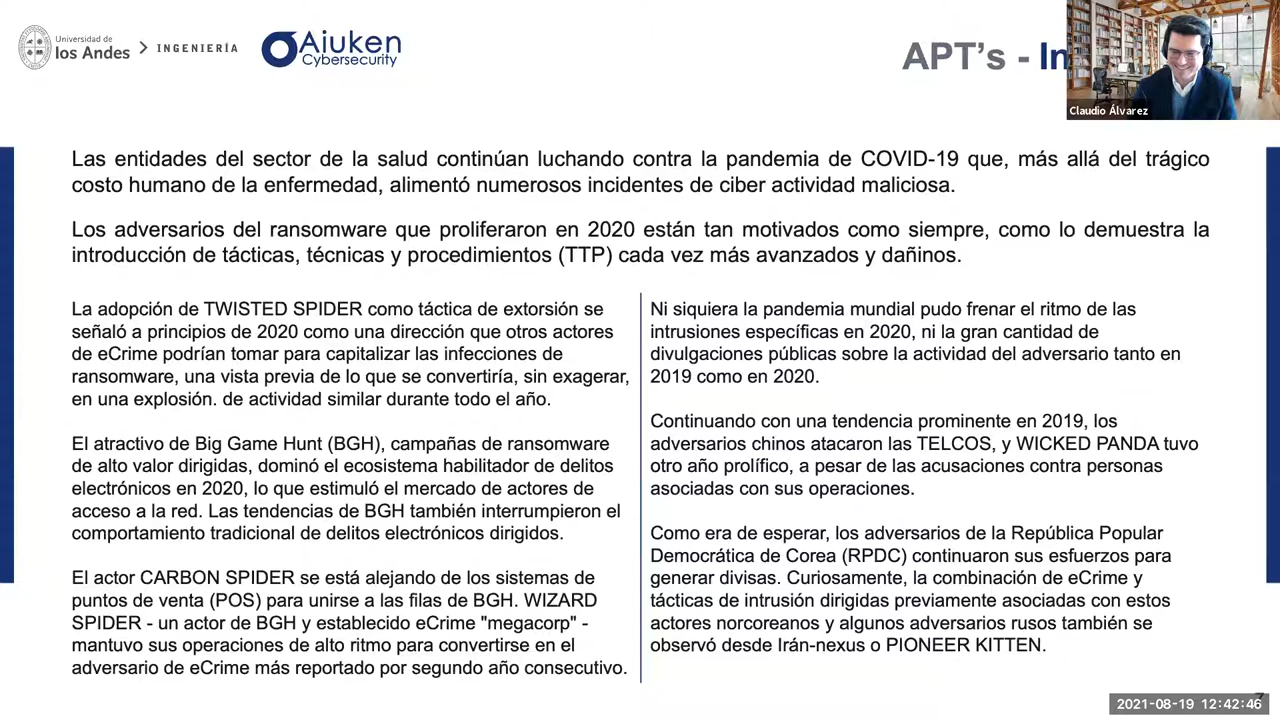 Universidad de
los Andes
INGENIERÍA
Aiuken
Cybersecurity
APT's - In
Claudio Álvarez
Las entidades del sector de la salud continúan luchando contra la pandemia de COVID-19 que, más allá del trágico
costo humano de la enfermedad, alimentó numerosos incidentes de ciber actividad maliciosa.
Los adversarios del ransomware que proliferaron en 2020 están tan motivados como siempre, como lo demuestra la
introducción de tácticas, técnicas y procedimientos (TTP) cada vez más avanzados y dañinos.
La adopción de TWISTED SPIDER como táctica de extorsión se
señaló a principios de 2020 como una dirección que otros actores
de eCrime podrían tomar para capitalizar las infecciones de
ransomware, una vista previa de lo que se convertiría, sin exagerar,
en una explosión. de actividad similar durante todo el año.
El atractivo de Big Game Hunt (BGH), campañas de ransomware
de alto valor dirigidas, dominó el ecosistema habilitador de delitos
electrónicos en 2020, lo que estimuló el mercado de actores de
acceso a la red. Las tendencias de BGH también interrumpieron el
comportamiento tradicional de delitos electrónicos dirigidos.
El actor CARBON SPIDER se está alejando de los sistemas de
puntos de venta (POS) para unirse a las filas de BGH. WIZARD
SPIDER - un actor de BGH y establecido eCrime "megacorp" -
mantuvo sus operaciones de alto ritmo para convertirse en el
adversario de eCrime más reportado por segundo año consecutivo.
Ni siquiera la pandemia mundial pudo frenar el ritmo de las
intrusiones específicas en 2020, ni la gran cantidad de
divulgaciones públicas sobre la actividad del adversario tanto en
2019 como en 2020.
Continuando con una tendencia prominente en 2019, los
adversarios chinos atacaron las TELCOS, y WICKED PANDA tuvo
otro año prolífico, a pesar de las acusaciones contra personas
asociadas con sus operaciones.
Como era de esperar, los adversarios de la República Popular
Democrática de Corea (RPDC) continuaron sus esfuerzos para
generar divisas. Curiosamente, la combinación de eCrime y
tácticas de intrusión dirigidas previamente asociadas con estos
actores norcoreanos y algunos adversarios rusos también se
observó desde Irán-nexus o PIONEER KITTEN.
2021-08-19 12:42:46